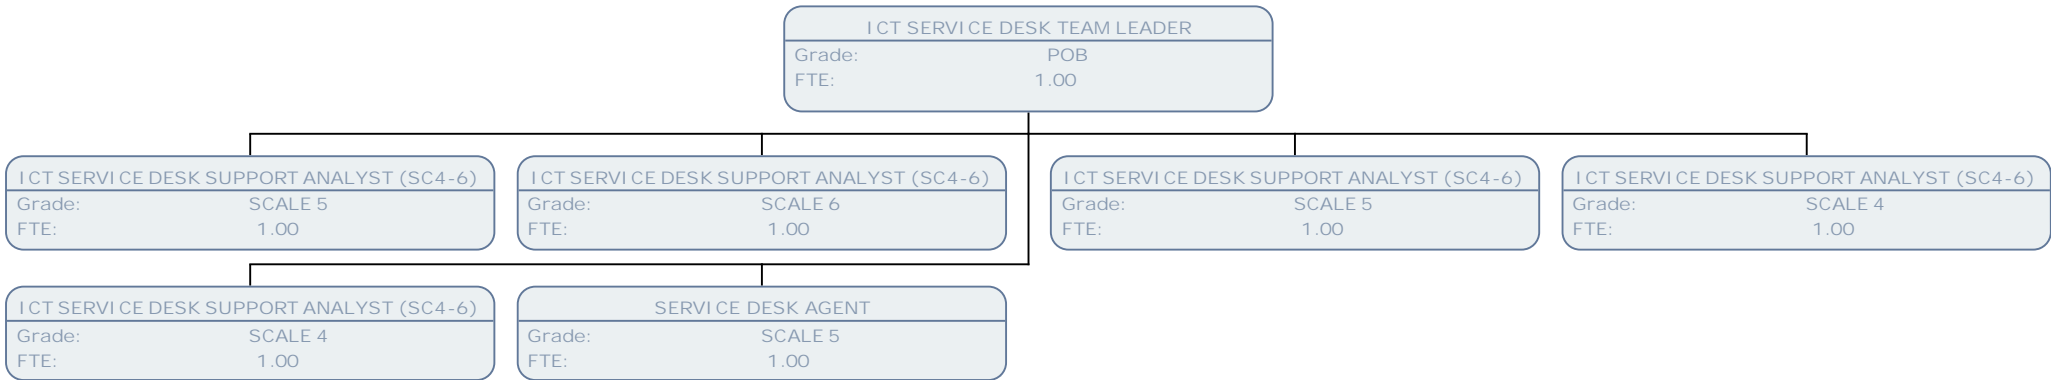 ICT SERVICE DESK TEAM LEADER
Grade: POB
FTE: 1.00
ICT SERVICE DESK SUPPORT ANALYST (SC4-6)
Grade: SCALE 5
FTE: 1.00
ICT SERVICE DESK SUPPORT ANALYST (SC4-6)
Grade: SCALE 6
FTE: 1.00
ICT SERVICE DESK SUPPORT ANALYST (SC4-6)
Grade: SCALE 5
FTE: 1.00
ICT SERVICE DESK SUPPORT ANALYST (SC4-6)
Grade: SCALE 4
FTE: 1.00
ICT SERVICE DESK SUPPORT ANALYST (SC4-6)
Grade: SCALE 4
FTE: 1.00
SERVICE DESK AGENT
Grade: SCALE 5
FTE: 1.00